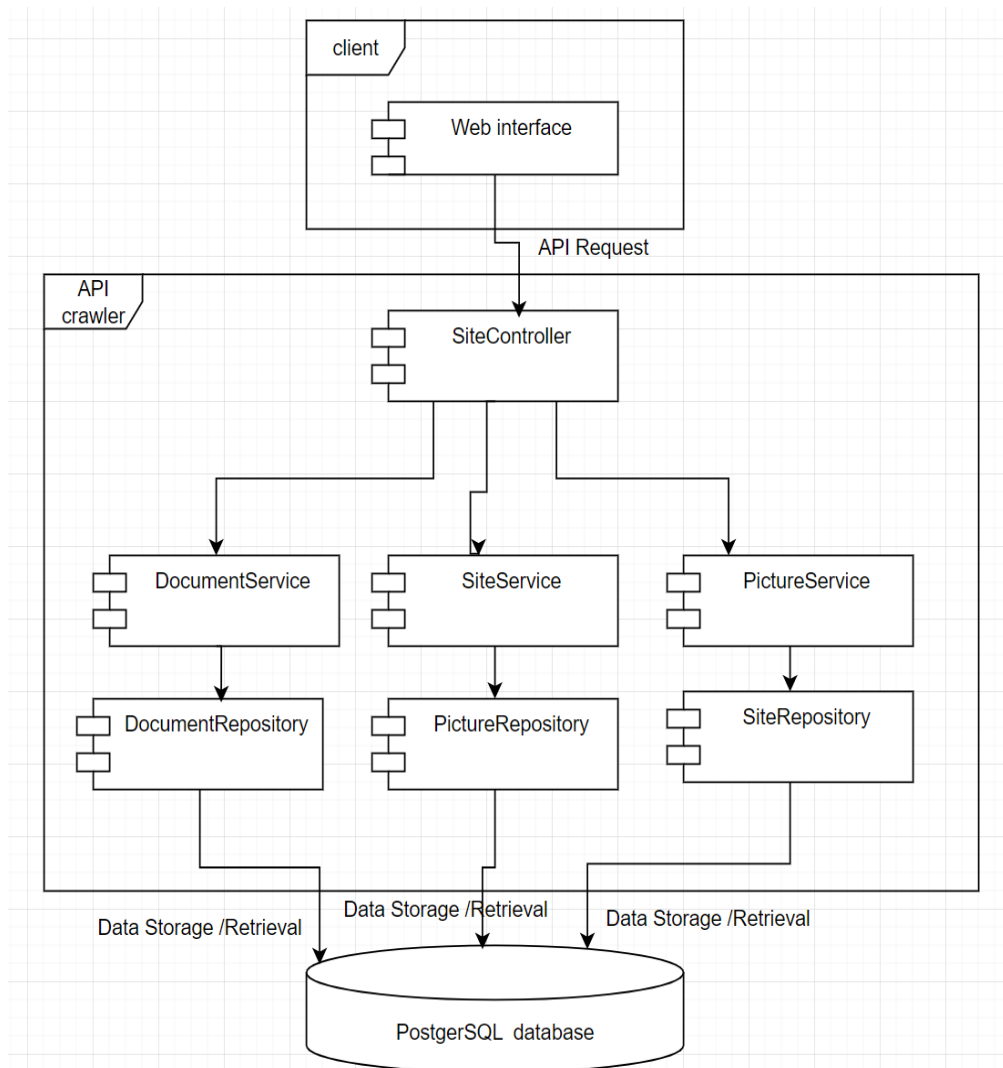 client
Web interface
API Request
API
crawler
SiteController
DocumentService
SiteService
PictureService
DocumentRepository
PictureRepository
SiteRepository
Data Storage /Retrieval
Data Storage /Retrieval
Data Storage /Retrieval
PostgerSQL database